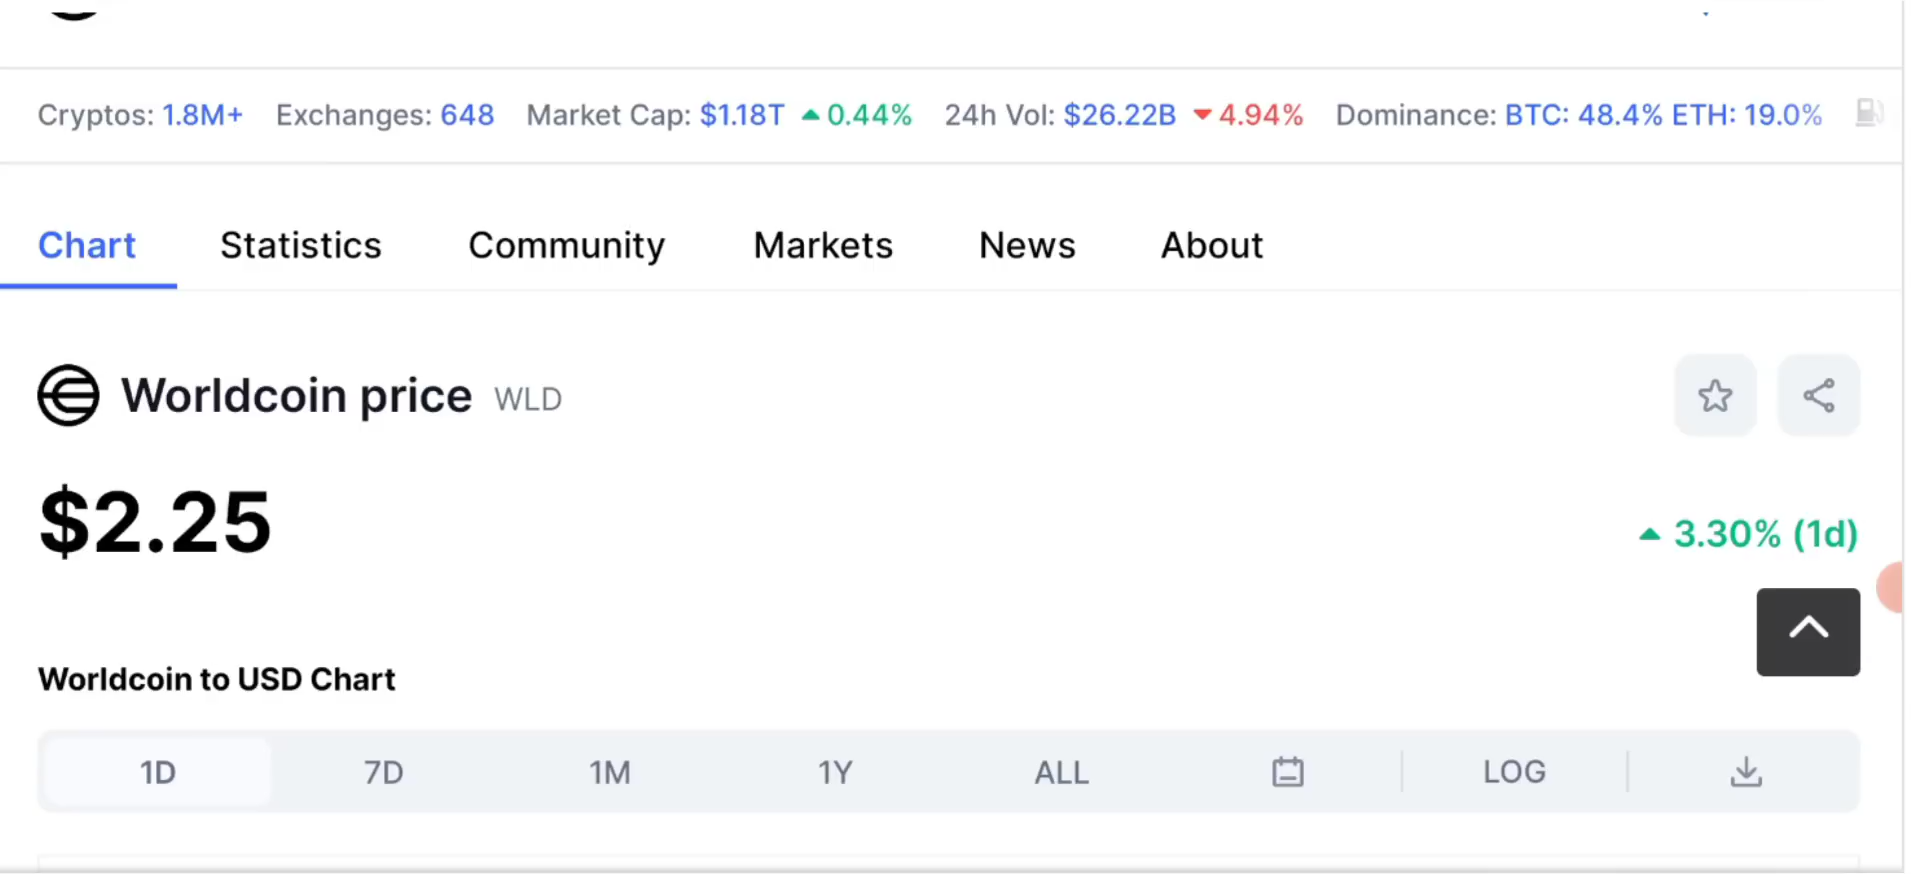 Cryptos: 1.8M+ Exchanges: 648 Market Cap: $1.18T 0.44% 24h Vol: $26.22B 4.94% Dominance: BTC: 48.4% ETH: 19.0%
Chart Statistics Community Markets News About
Worldcoin price WLD
$2.25
3.30% (1d)
Worldcoin to USD Chart
1D 7D 1M 1Y ALL LOG